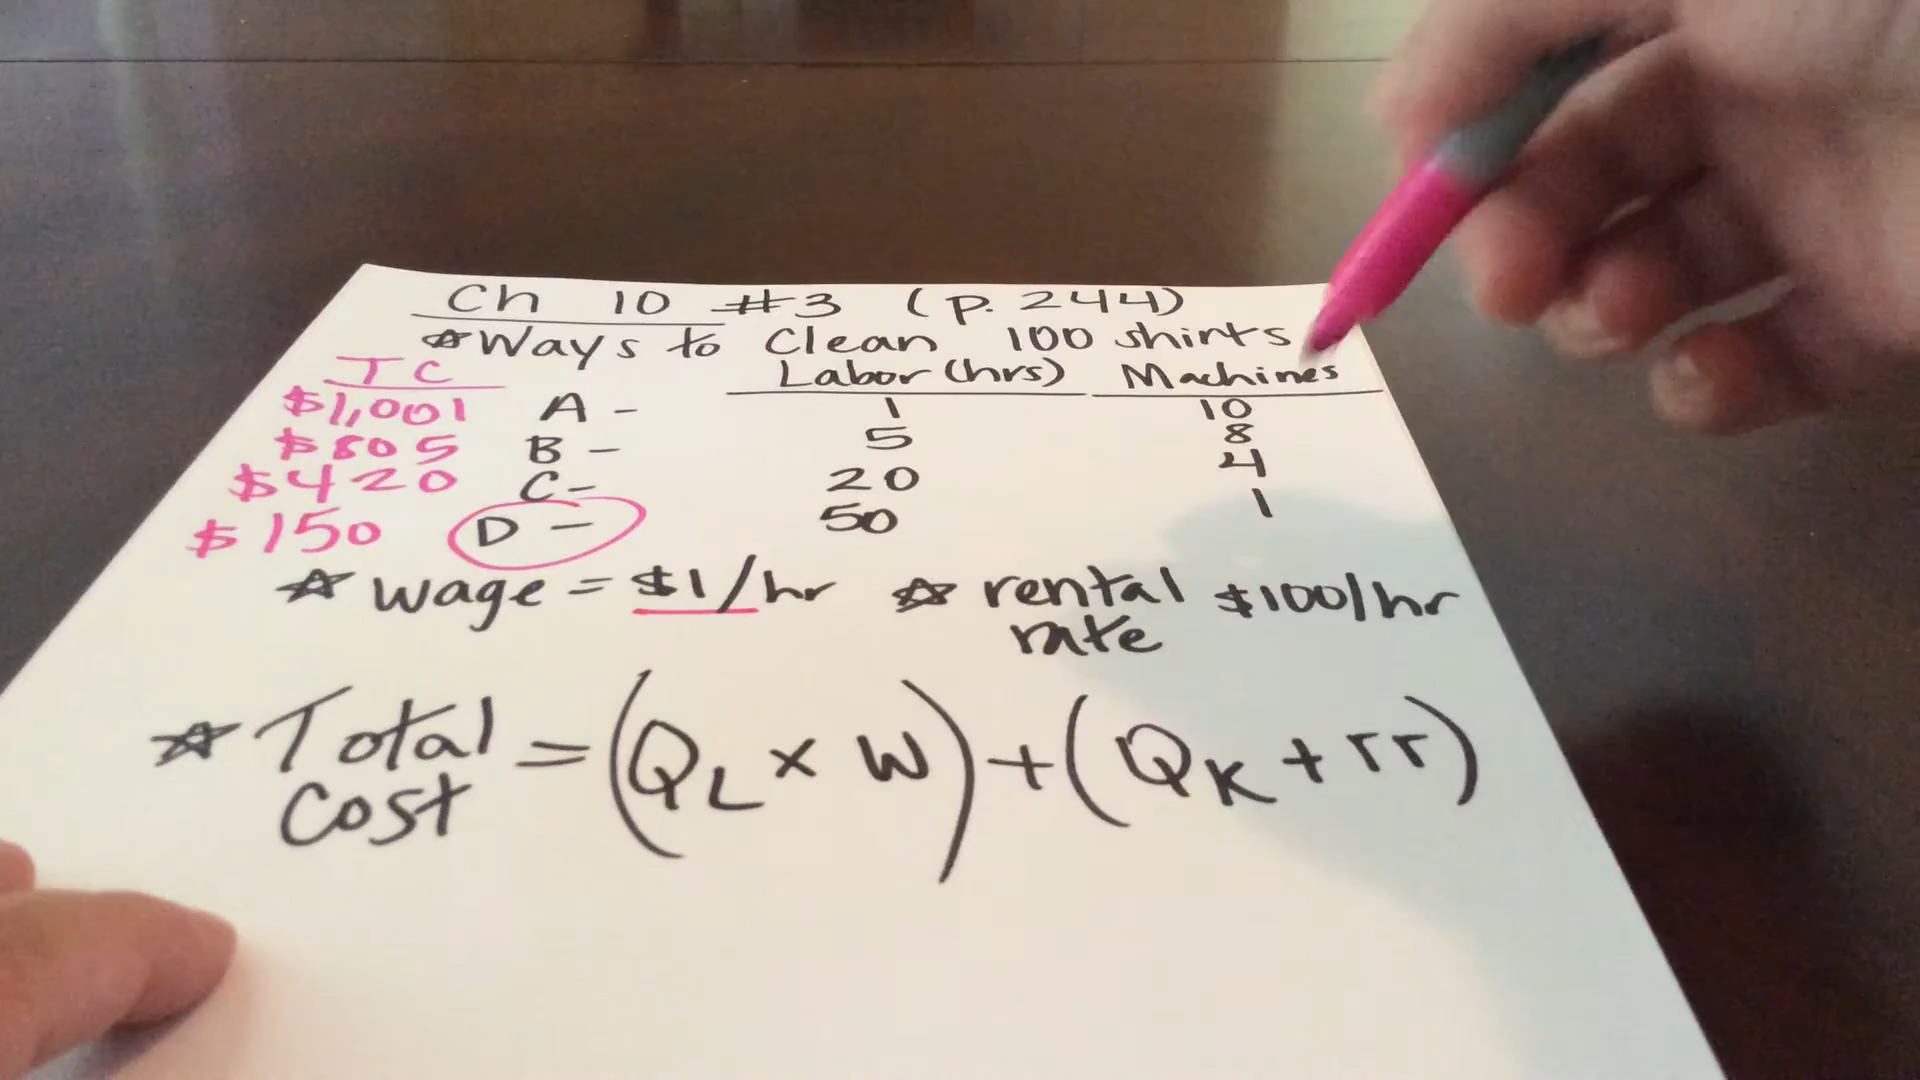 Ch 10 #3 (p. 244)
☆Ways to Clean 100 shirts
TC Labor (hrs) Machines
$1,001 A - 1 10
$805 B - 5 8
$420 C- 20 4
$150 D - 50 1
☆ wage = $1/hr ☆ rental $100/hr
rate
☆ Total = (QL x W) + (QK + rr)
Cost